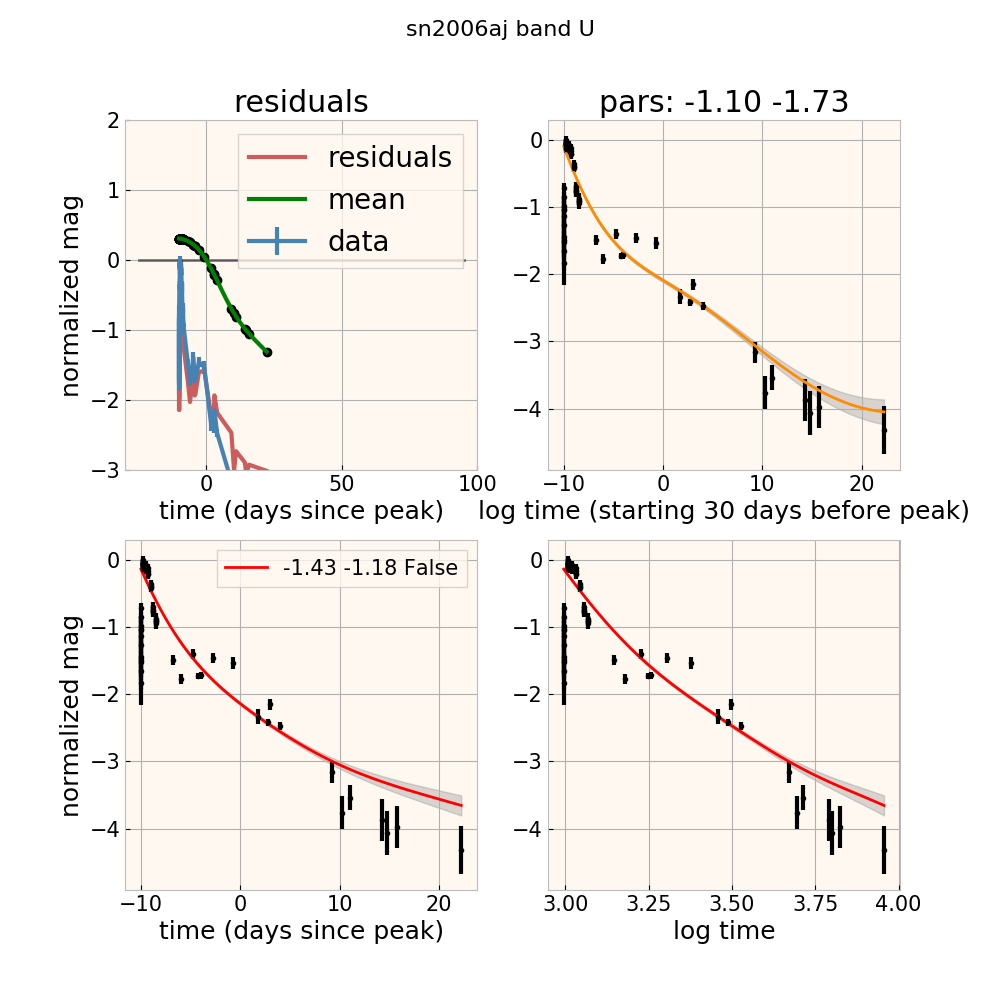 sn2006aj band U
residuals
pars: -1.10 -1.73
2
1
0
−1
−2
−3
normalized mag
residuals
mean
data
0
50
100
time (days since peak)
0
−1
−2
−3
−4
−10
0
10
20
log time (starting 30 days before peak)
0
−1
−2
−3
−4
normalized mag
-1.43 -1.18 False
−10
0
10
20
time (days since peak)
0
−1
−2
−3
−4
3.00
3.25
3.50
3.75
4.00
log time